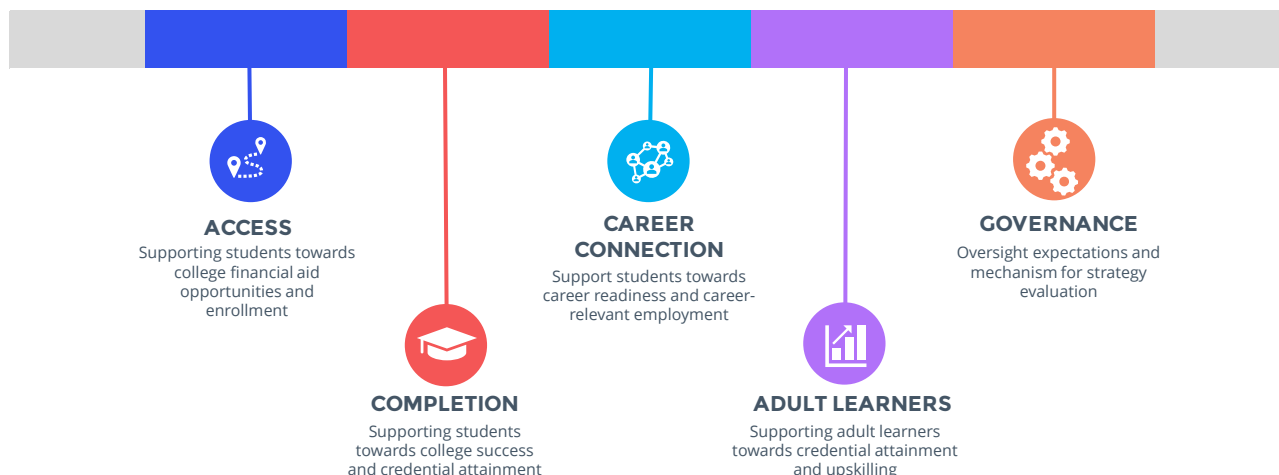 ACCESS
Supporting students towards
college financial aid
opportunities and
enrollment
COMPLETION
Supporting students
towards college success
and credential attainment
CAREER
CONNECTION
Support students towards
career readiness and career-
relevant employment
ADULT LEARNERS
Supporting adult learners
towards credential attainment
and upskilling
GOVERNANCE
Oversight expectations and
mechanism for strategy
evaluation